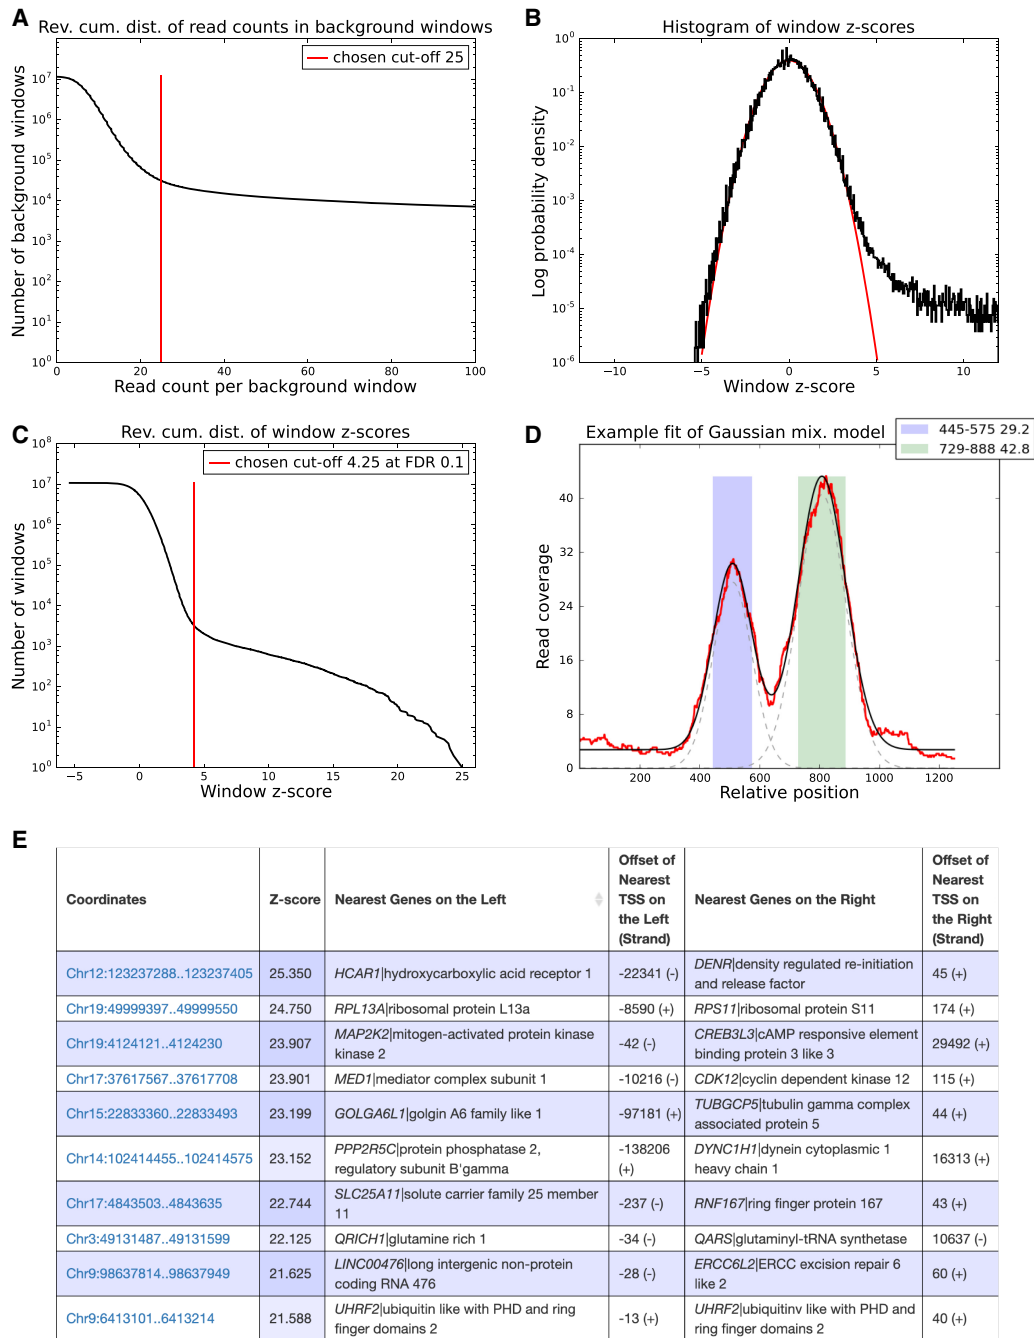 A
Rev. cum. dist. of read counts in background windows
chosen cut-off 25
Number of background windows
10^7
10^6
10^5
10^4
10^3
10^2
10^1
10^0
0 20 40 60 80 100
Read count per background window
B
Histogram of window z-scores
Log probability density
10^0
10^-1
10^-2
10^-3
10^-4
10^-5
10^-6
−10 −5 0 5 10
Window z-score
C
Rev. cum. dist. of window z-scores
chosen cut-off 4.25 at FDR 0.1
Number of windows
10^8
10^7
10^6
10^5
10^4
10^3
10^2
10^1
10^0
−5 0 5 10 15 20 25
Window z-score
D
Example fit of Gaussian mix. model
445-575 29.2
729-888 42.8
Read coverage
40
32
24
16
8
0
200 400 600 800 1000 1200
Relative position
E
Coordinates
Z-score
Nearest Genes on the Left
Offset of
Nearest
TSS on
the Left
(Strand)
Nearest Genes on the Right
Offset of
Nearest
TSS on
the Right
(Strand)
Chr12:123237288..123237405
25.350
HCAR1|hydroxycarboxylic acid receptor 1
-22341 (-)
DENR|density regulated re-initiation
and release factor
45 (+)
Chr19:49999397..49999550
24.750
RPL13A|ribosomal protein L13a
-8590 (+)
RPS11|ribosomal protein S11
174 (+)
Chr19:4124121..4124230
23.907
MAP2K2|mitogen-activated protein kinase
kinase 2
-42 (-)
CREB3L3|cAMP responsive element
binding protein 3 like 3
29492 (+)
Chr17:37617567..37617708
23.901
MED1|mediator complex subunit 1
-10216 (-)
CDK12|cyclin dependent kinase 12
115 (+)
Chr15:22833360..22833493
23.199
GOLGA6L1|golgin A6 family like 1
-97181 (+)
TUBGCP5|tubulin gamma complex
associated protein 5
44 (+)
Chr14:102414455..102414575
23.152
PPP2R5C|protein phosphatase 2,
regulatory subunit B'gamma
-138206
(+)
DYNC1H1|dynein cytoplasmic 1
heavy chain 1
16313 (+)
Chr17:4843503..4843635
22.744
SLC25A11|solute carrier family 25 member
11
-237 (-)
RNF167|ring finger protein 167
43 (+)
Chr3:49131487..49131599
22.125
QRICH1|glutamine rich 1
-34 (-)
QARS|glutaminyl-tRNA synthetase
10637 (-)
Chr9:98637814..98637949
21.625
LINC00476|long intergenic non-protein
coding RNA 476
-28 (-)
ERCC6L2|ERCC excision repair 6
like 2
60 (+)
Chr9:6413101..6413214
21.588
UHRF2|ubiquitin like with PHD and ring
finger domains 2
-13 (+)
UHRF2|ubiquitinv like with PHD and
ring finger domains 2
40 (+)